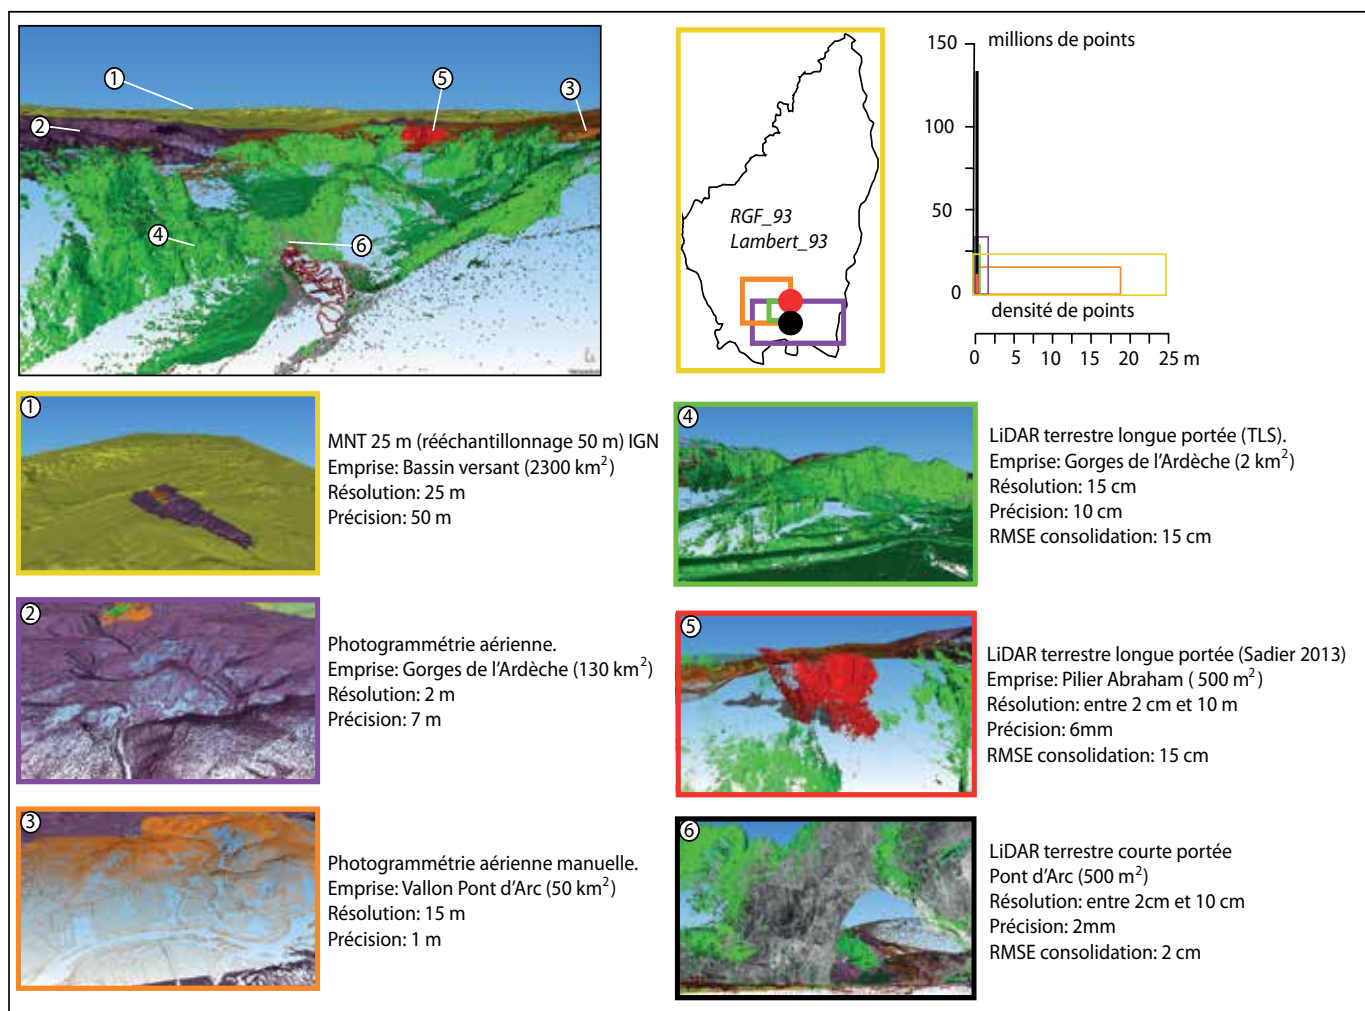 1
2
3
4
5
6
RGF_93
Lambert_93
150
millions de points
100
50
0
densité de points
0 5 10 15 20 25 m
1
MNT 25 m (rééchantillonnage 50 m) IGN
Emprise: Bassin versant (2300 km²)
Résolution: 25 m
Précision: 50 m
2
Photogrammétrie aérienne.
Emprise: Gorges de l'Ardèche (130 km²)
Résolution: 2 m
Précision: 7 m
3
Photogrammétrie aérienne manuelle.
Emprise: Vallon Pont d'Arc (50 km²)
Résolution: 15 m
Précision: 1 m
4
LiDAR terrestre longue portée (TLS).
Emprise: Gorges de l'Ardèche (2 km²)
Résolution: 15 cm
Précision: 10 cm
RMSE consolidation: 15 cm
5
LiDAR terrestre longue portée (Sadier 2013)
Emprise: Pilier Abraham ( 500 m²)
Résolution: entre 2 cm et 10 m
Précision: 6mm
RMSE consolidation: 15 cm
6
LiDAR terrestre courte portée
Pont d'Arc (500 m²)
Résolution: entre 2cm et 10 cm
Précision: 2mm
RMSE consolidation: 2 cm